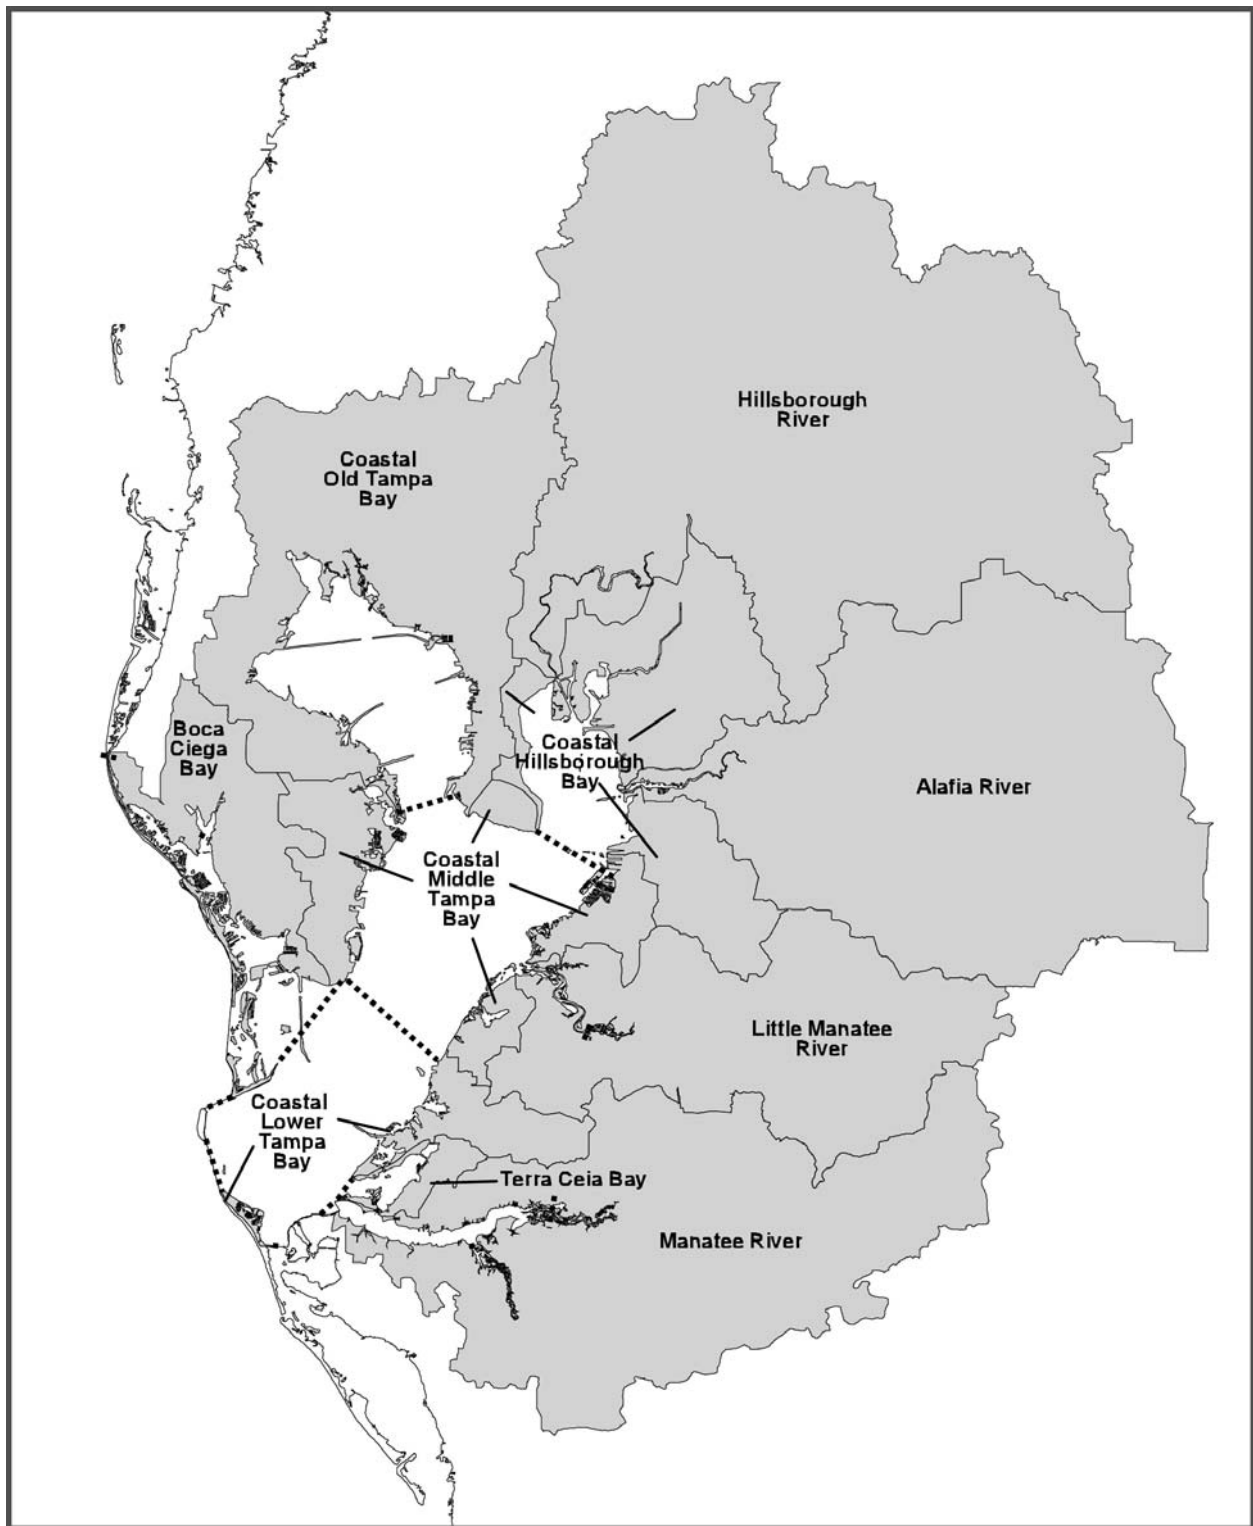 Hillsborough
River
Coastal
Old Tampa
Bay
Boca
Ciega
Bay
Coastal
Hillsborough
Bay
Alafia River
Coastal
Middle
Tampa
Bay
Little Manatee
River
Coastal
Lower
Tampa
Bay
Terra Ceia Bay
Manatee River